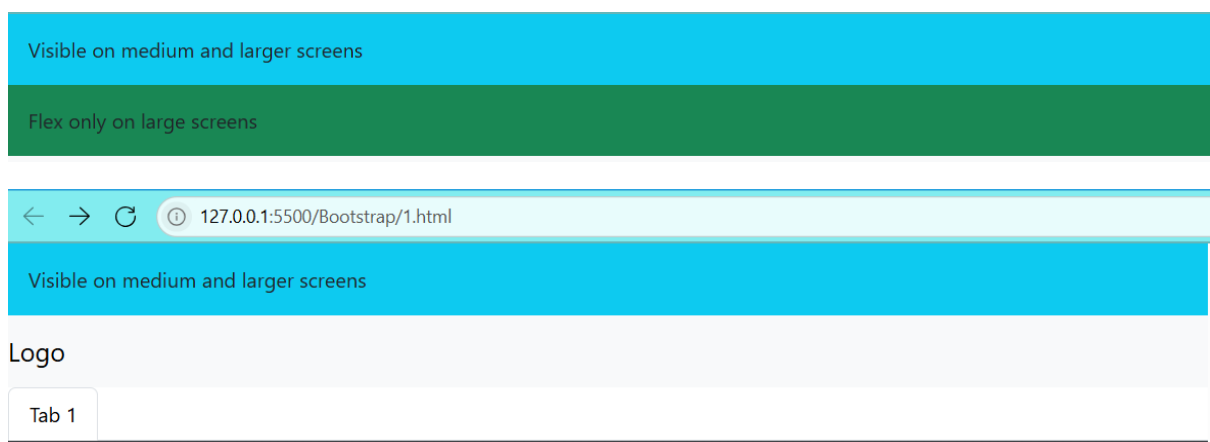 Visible on medium and larger screens
Flex only on large screens
127.0.0.1:5500/Bootstrap/1.html
Visible on medium and larger screens
Logo
Tab 1